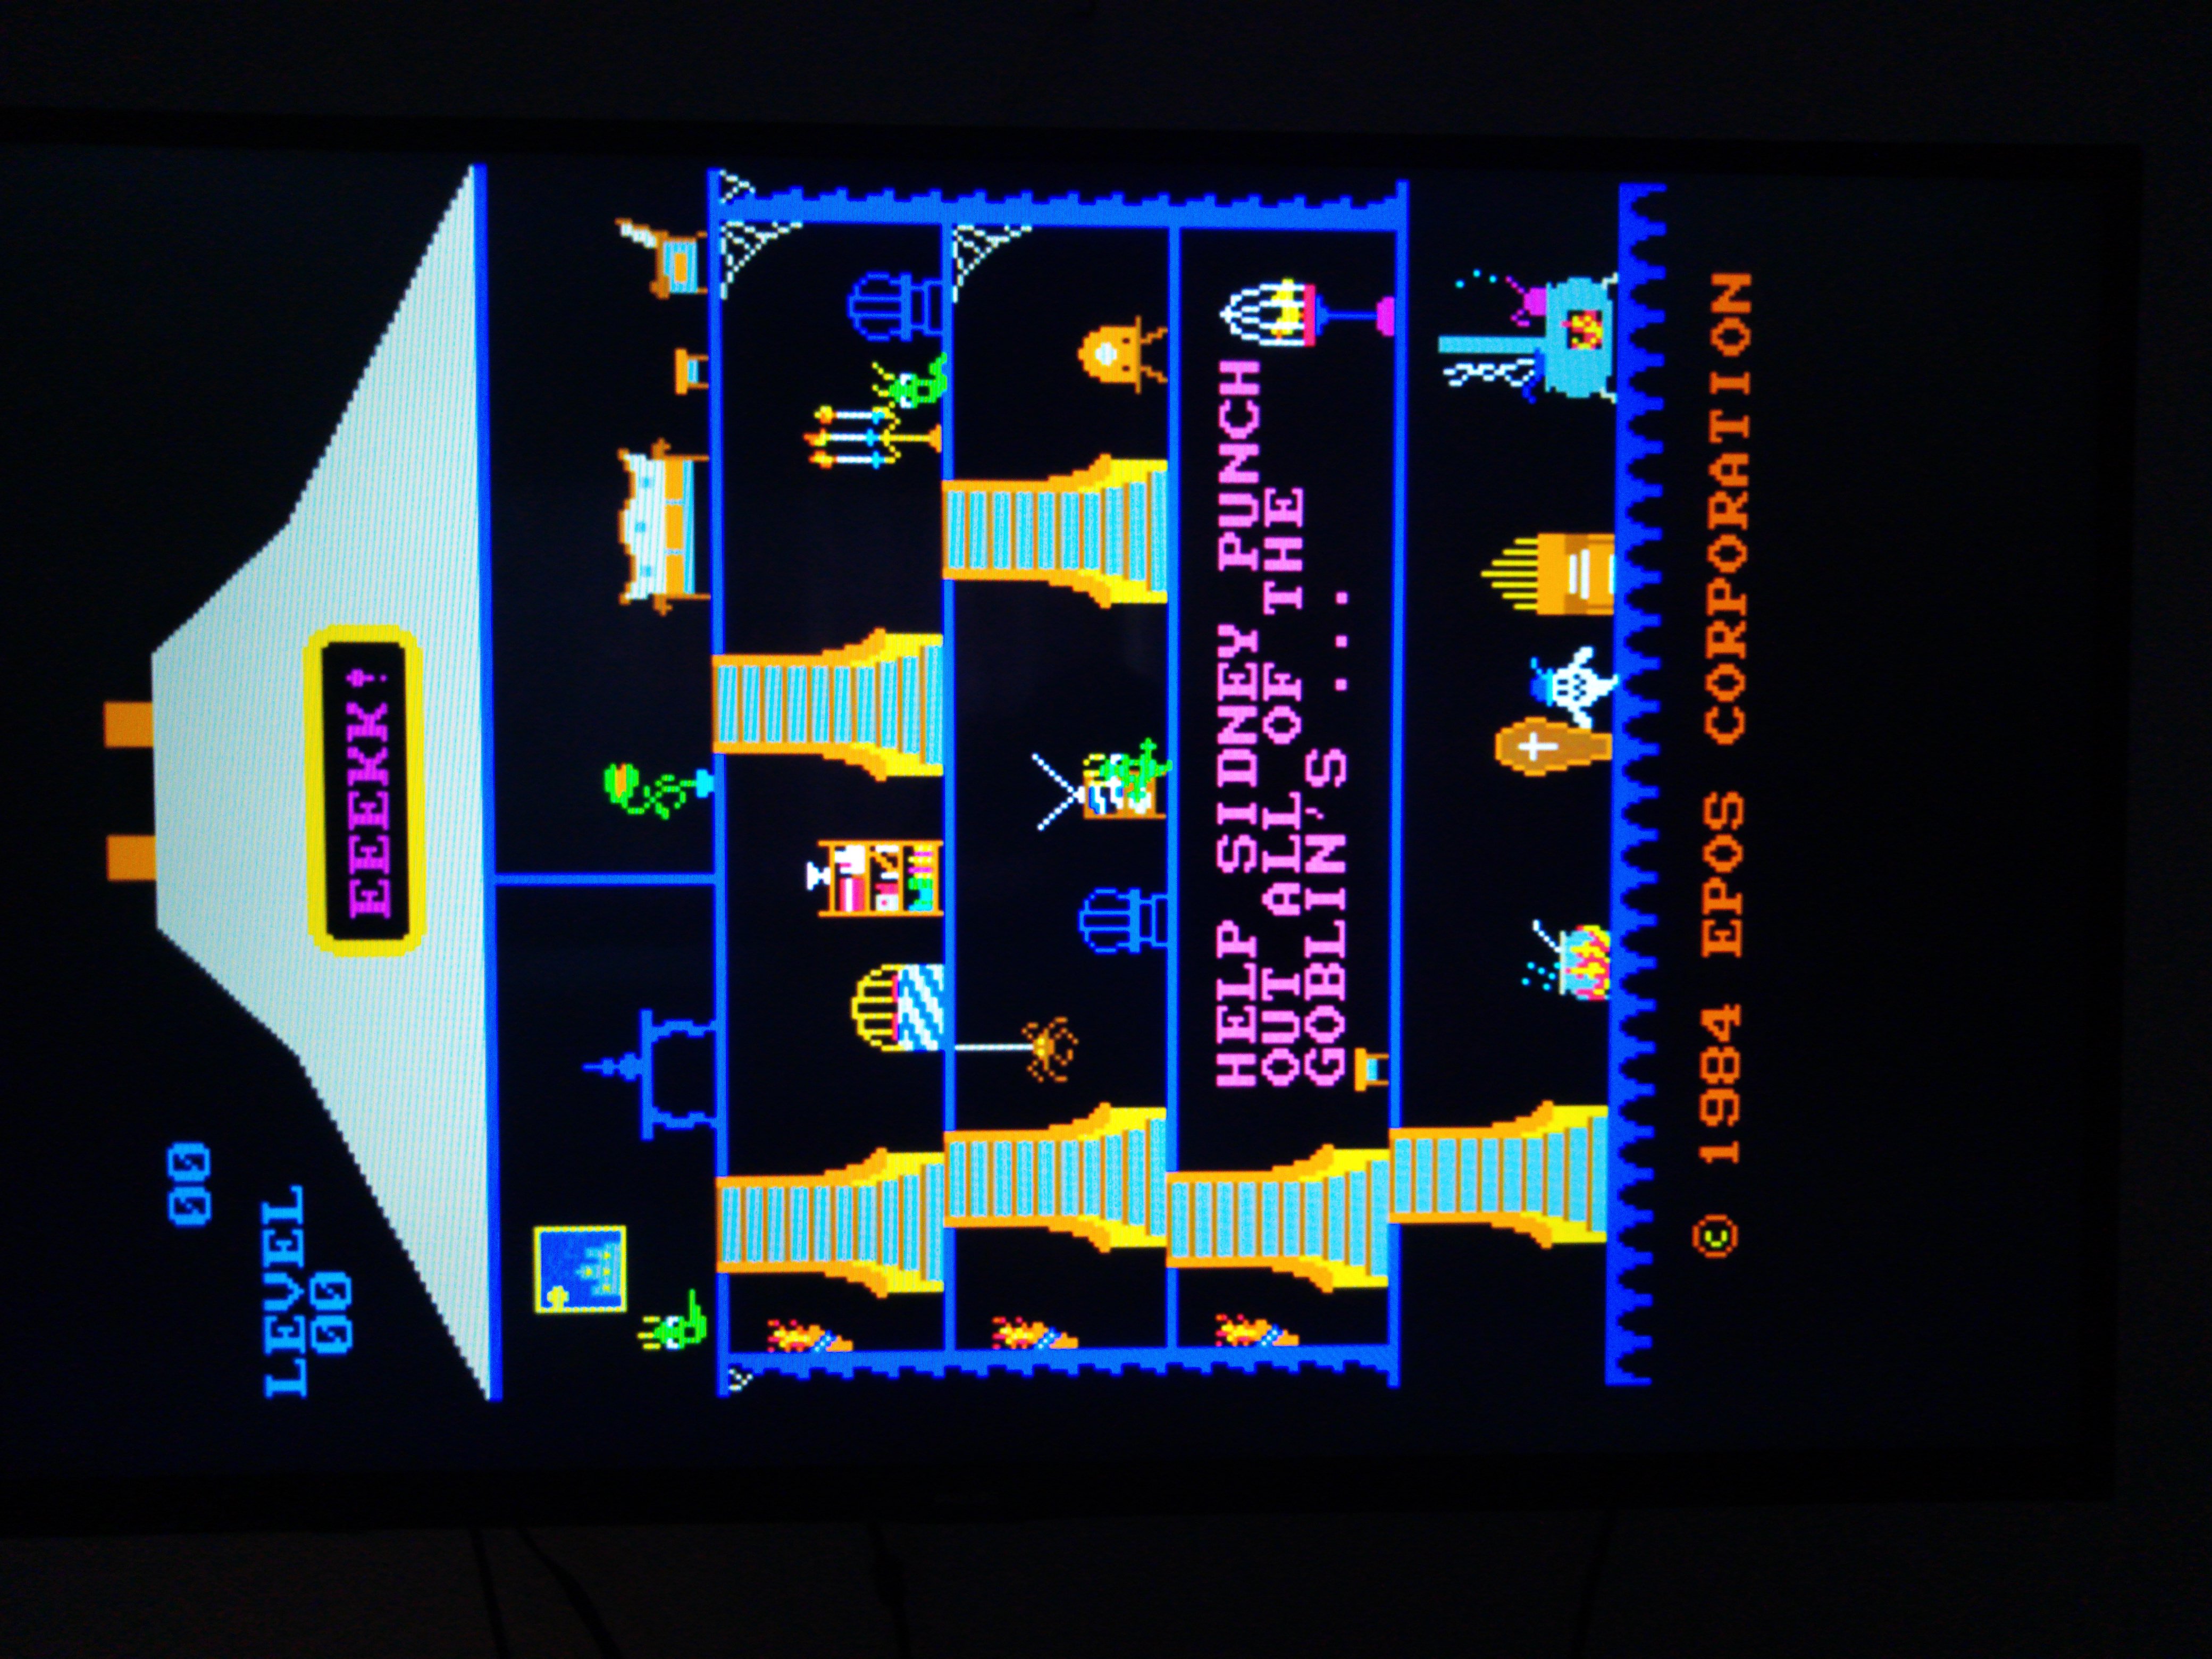 00
LEVEL
00
EEEKK!
HELP SIDNEY PUNCH
OUT ALL OF THE
GOBLIN'S ...
© 1984 EPOS CORPORATION